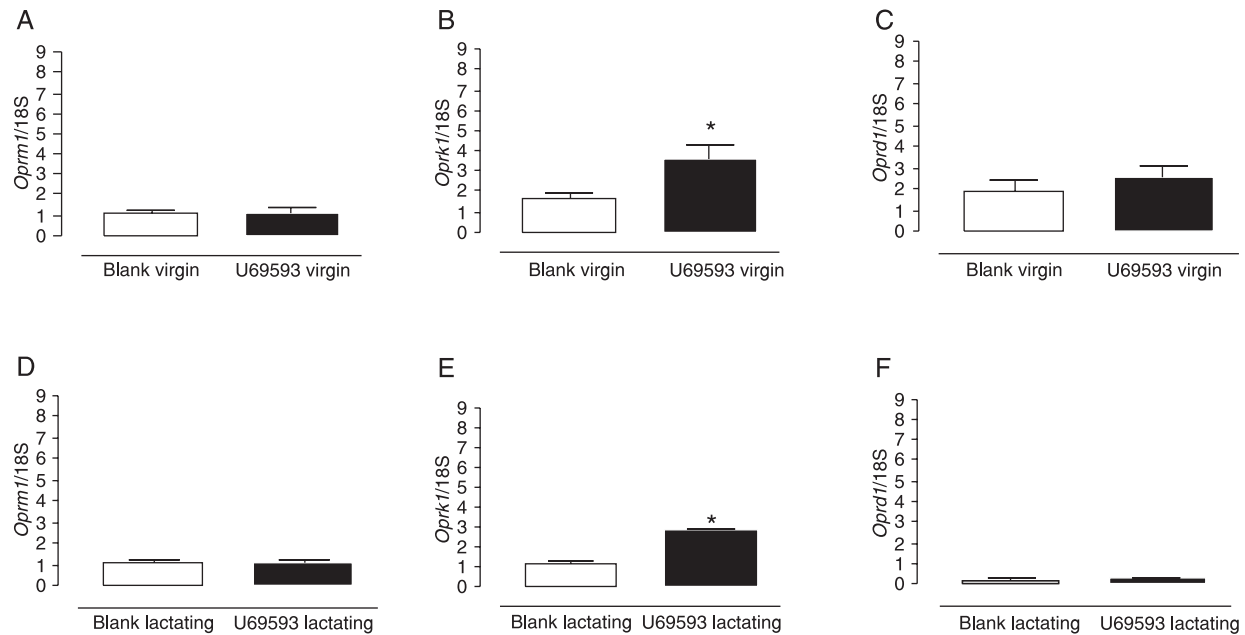 A
9
8
7
6
5
4
3
2
1
0
Oprm1/18S
Blank virgin
U69593 virgin
B
9
8
7
6
5
4
3
2
1
0
Oprk1/18S
*
Blank virgin
U69593 virgin
C
9
8
7
6
5
4
3
2
1
0
Oprd1/18S
Blank virgin
U69593 virgin
D
9
8
7
6
5
4
3
2
1
0
Oprm1/18S
Blank lactating
U69593 lactating
E
9
8
7
6
5
4
3
2
1
0
Oprk1/18S
*
Blank lactating
U69593 lactating
F
9
8
7
6
5
4
3
2
1
0
Oprd1/18S
Blank lactating
U69593 lactating